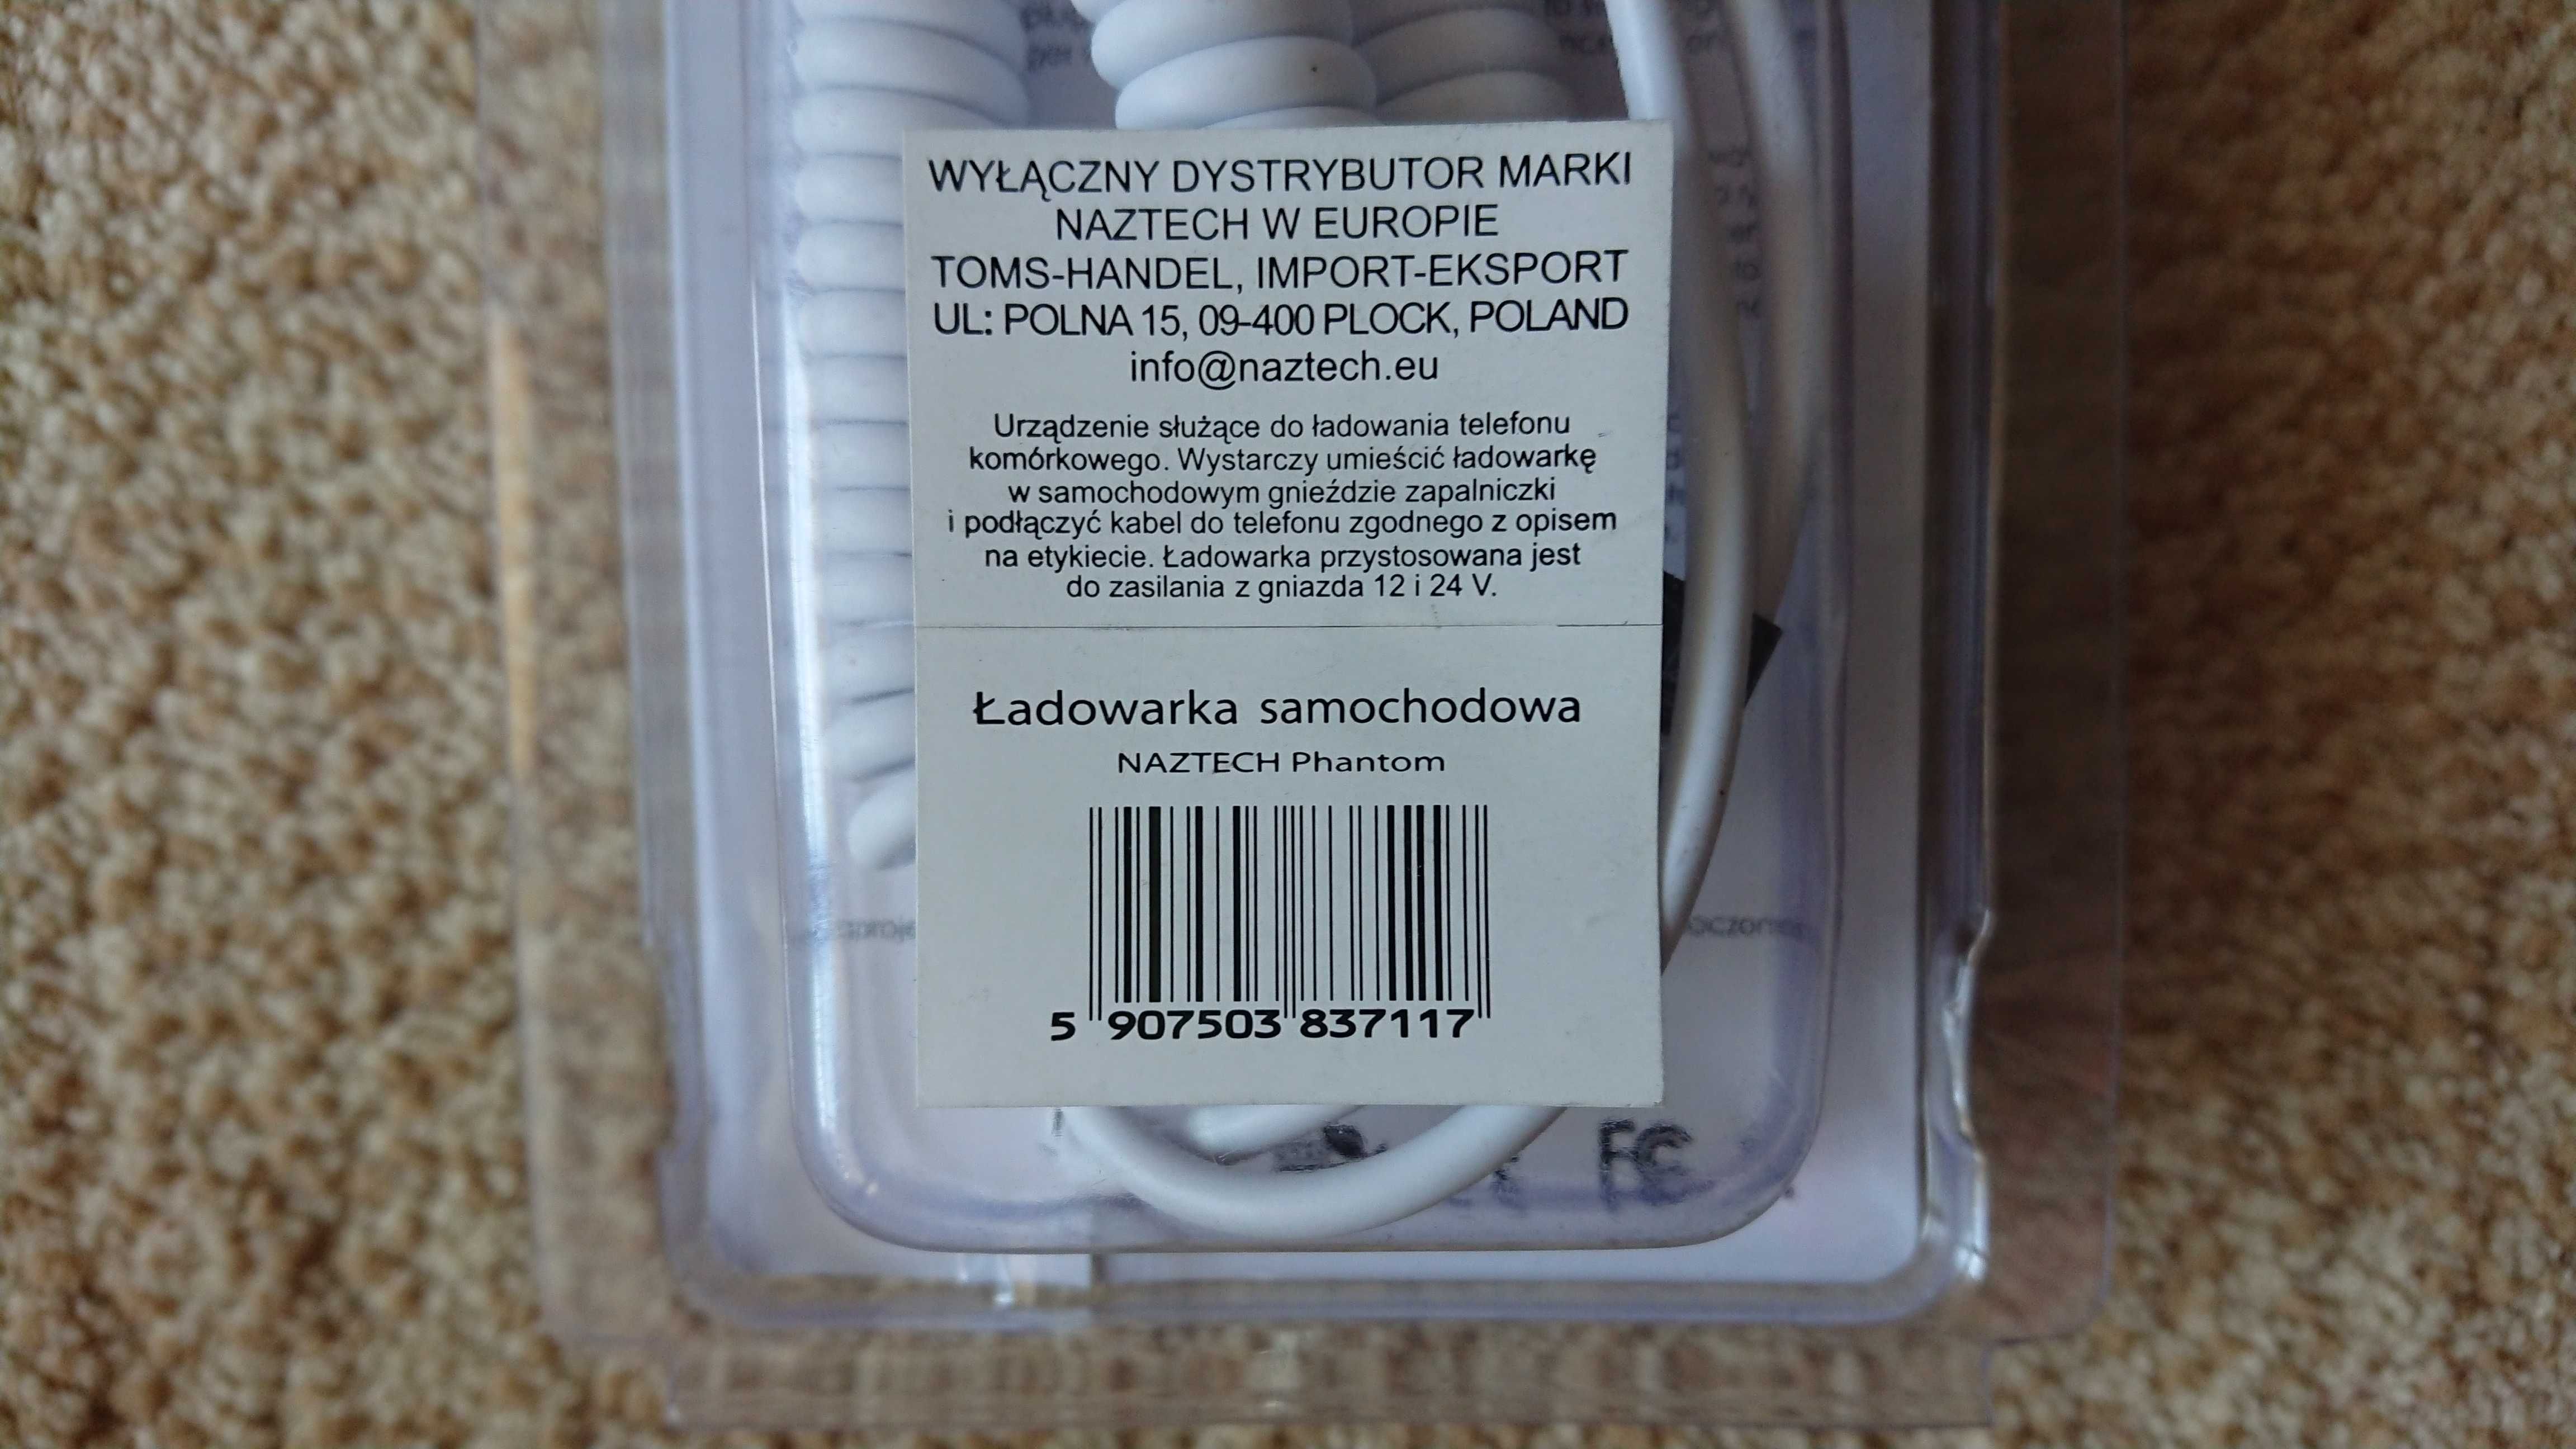 WYŁĄCZNY DYSTRYBUTOR MARKI
NAZTECH W EUROPIE
TOMS-HANDEL, IMPORT-EKSPORT
UL: POLNA 15, 09-400 PLOCK, POLAND
info@naztech.eu
Urządzenie służące do ładowania telefonu
komórkowego. Wystarczy umieścić ładowarkę
w samochodowym gnieździe zapalniczki
i podłączyć kabel do telefonu zgodnego z opisem
na etykiecie. Ładowarka przystosowana jest
do zasilania z gniazda 12 i 24 V.
Ładowarka samochodowa
NAZTECH Phantom
5 907503 837117
FC